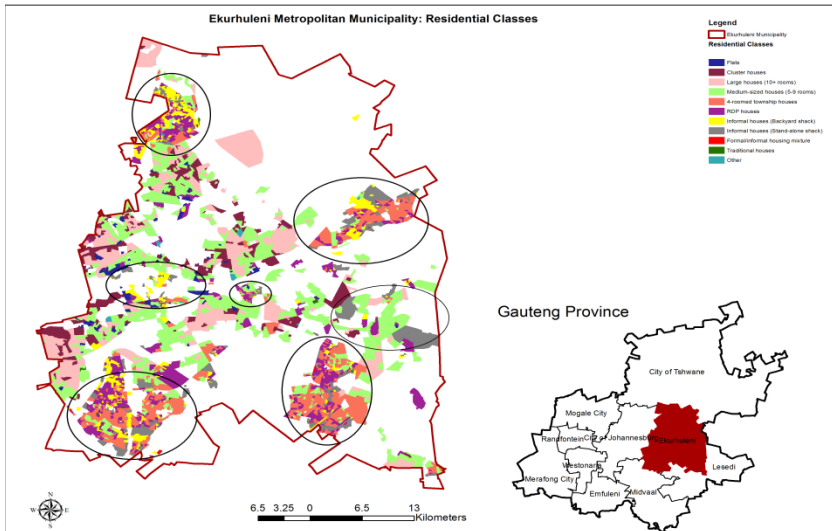 Ekurhuleni Metropolitan Municipality: Residential Classes
Legend
Ekurhuleni Municipality
Residential Classes
Flats
Cluster houses
Large houses (10+ rooms)
Medium-sized houses (5-9 rooms)
4-roomed township houses
RDP houses
Informal houses (Backyard shack)
Informal houses (Stand-alone shack)
Formal/informal housing mixture
Traditional houses
Other
Gauteng Province
City of Tshwane
Mogale City
Randfontein
City of Johannesburg
Ekurhuleni
Westonaria
Lesedi
Merafong City
Emfuleni
Midvaal
N
W E
S
6.5 3.25 0 6.5 13
Kilometers